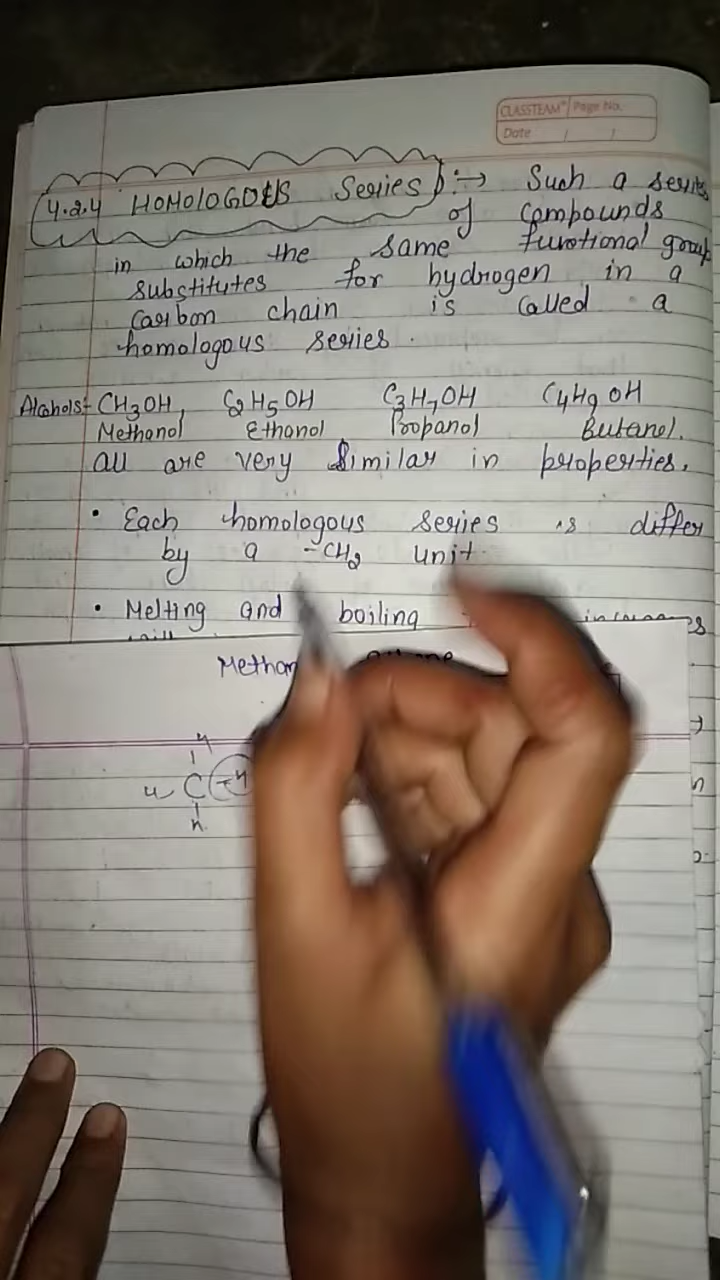 CLASSTEAM® Page No.
Date / /
4.2.4 HOMOLOGOUS Series :→ Such a series
of compounds
in which the same functional group
substitutes for hydrogen in a
carbon chain is called a
homologous series.
Alcohols:- CH3OH, C2H5OH C3H7OH C4H9OH
Methanol Ethanol Propanol Butanol.
all are very similar in properties.
• Each homologous series is differ
by a -CH2 unit
• Melting and boiling increases
will
Methan
H
H C - H
H